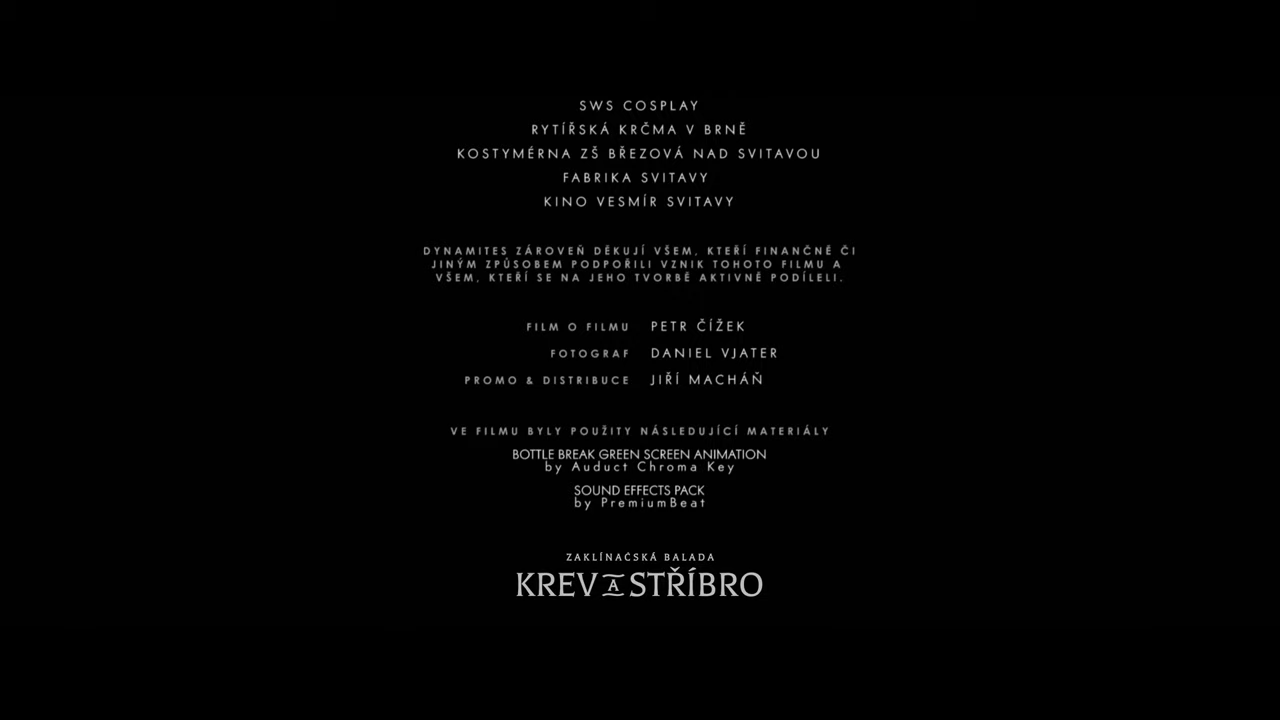 SWS COSPLAY
RYTÍŘSKÁ KRČMA V BRNĚ
KOSTYMÉRNA ZŠ BŘEZOVÁ NAD SVITAVOU
FABRIKA SVITAVY
KINO VESMÍR SVITAVY
DYNAMITES ZÁROVEŇ DĚKUJÍ VŠEM, KTEŘÍ FINANČNĚ ČI
JINÝM ZPŮSOBEM PODPOŘILI VZNIK TOHOTO FILMU A
VŠEM, KTEŘÍ SE NA JEHO TVORBĚ AKTIVNĚ PODÍLELI.
FILM O FILMU PETR ČÍŽEK
FOTOGRAF DANIEL VJATER
PROMO & DISTRIBUCE JIŘÍ MACHÁŇ
VE FILMU BYLY POUŽITY NÁSLEDUJÍCÍ MATERIÁLY
BOTTLE BREAK GREEN SCREEN ANIMATION
by Auduct Chroma Key
SOUND EFFECTS PACK
by PremiumBeat
ZAKLÍNAČSKÁ BALADA
KREV A STŘÍBRO